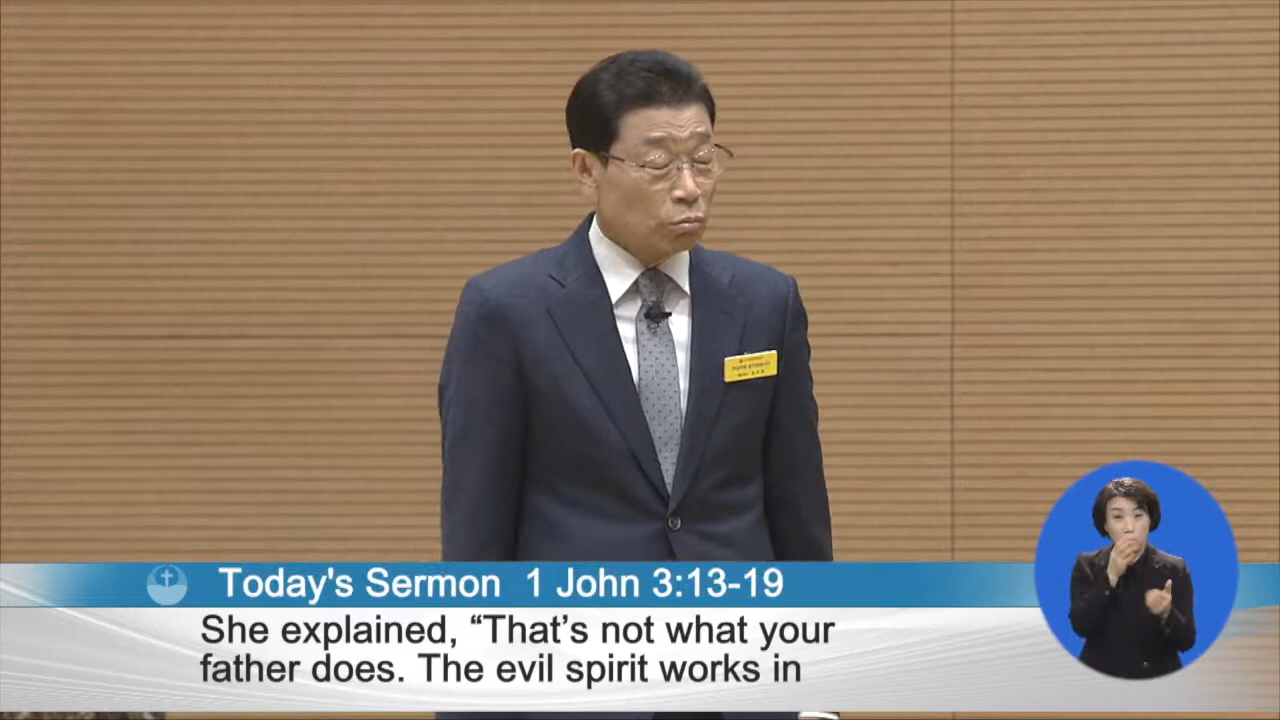 Today's Sermon 1 John 3:13-19
She explained, “That’s not what your
father does. The evil spirit works in